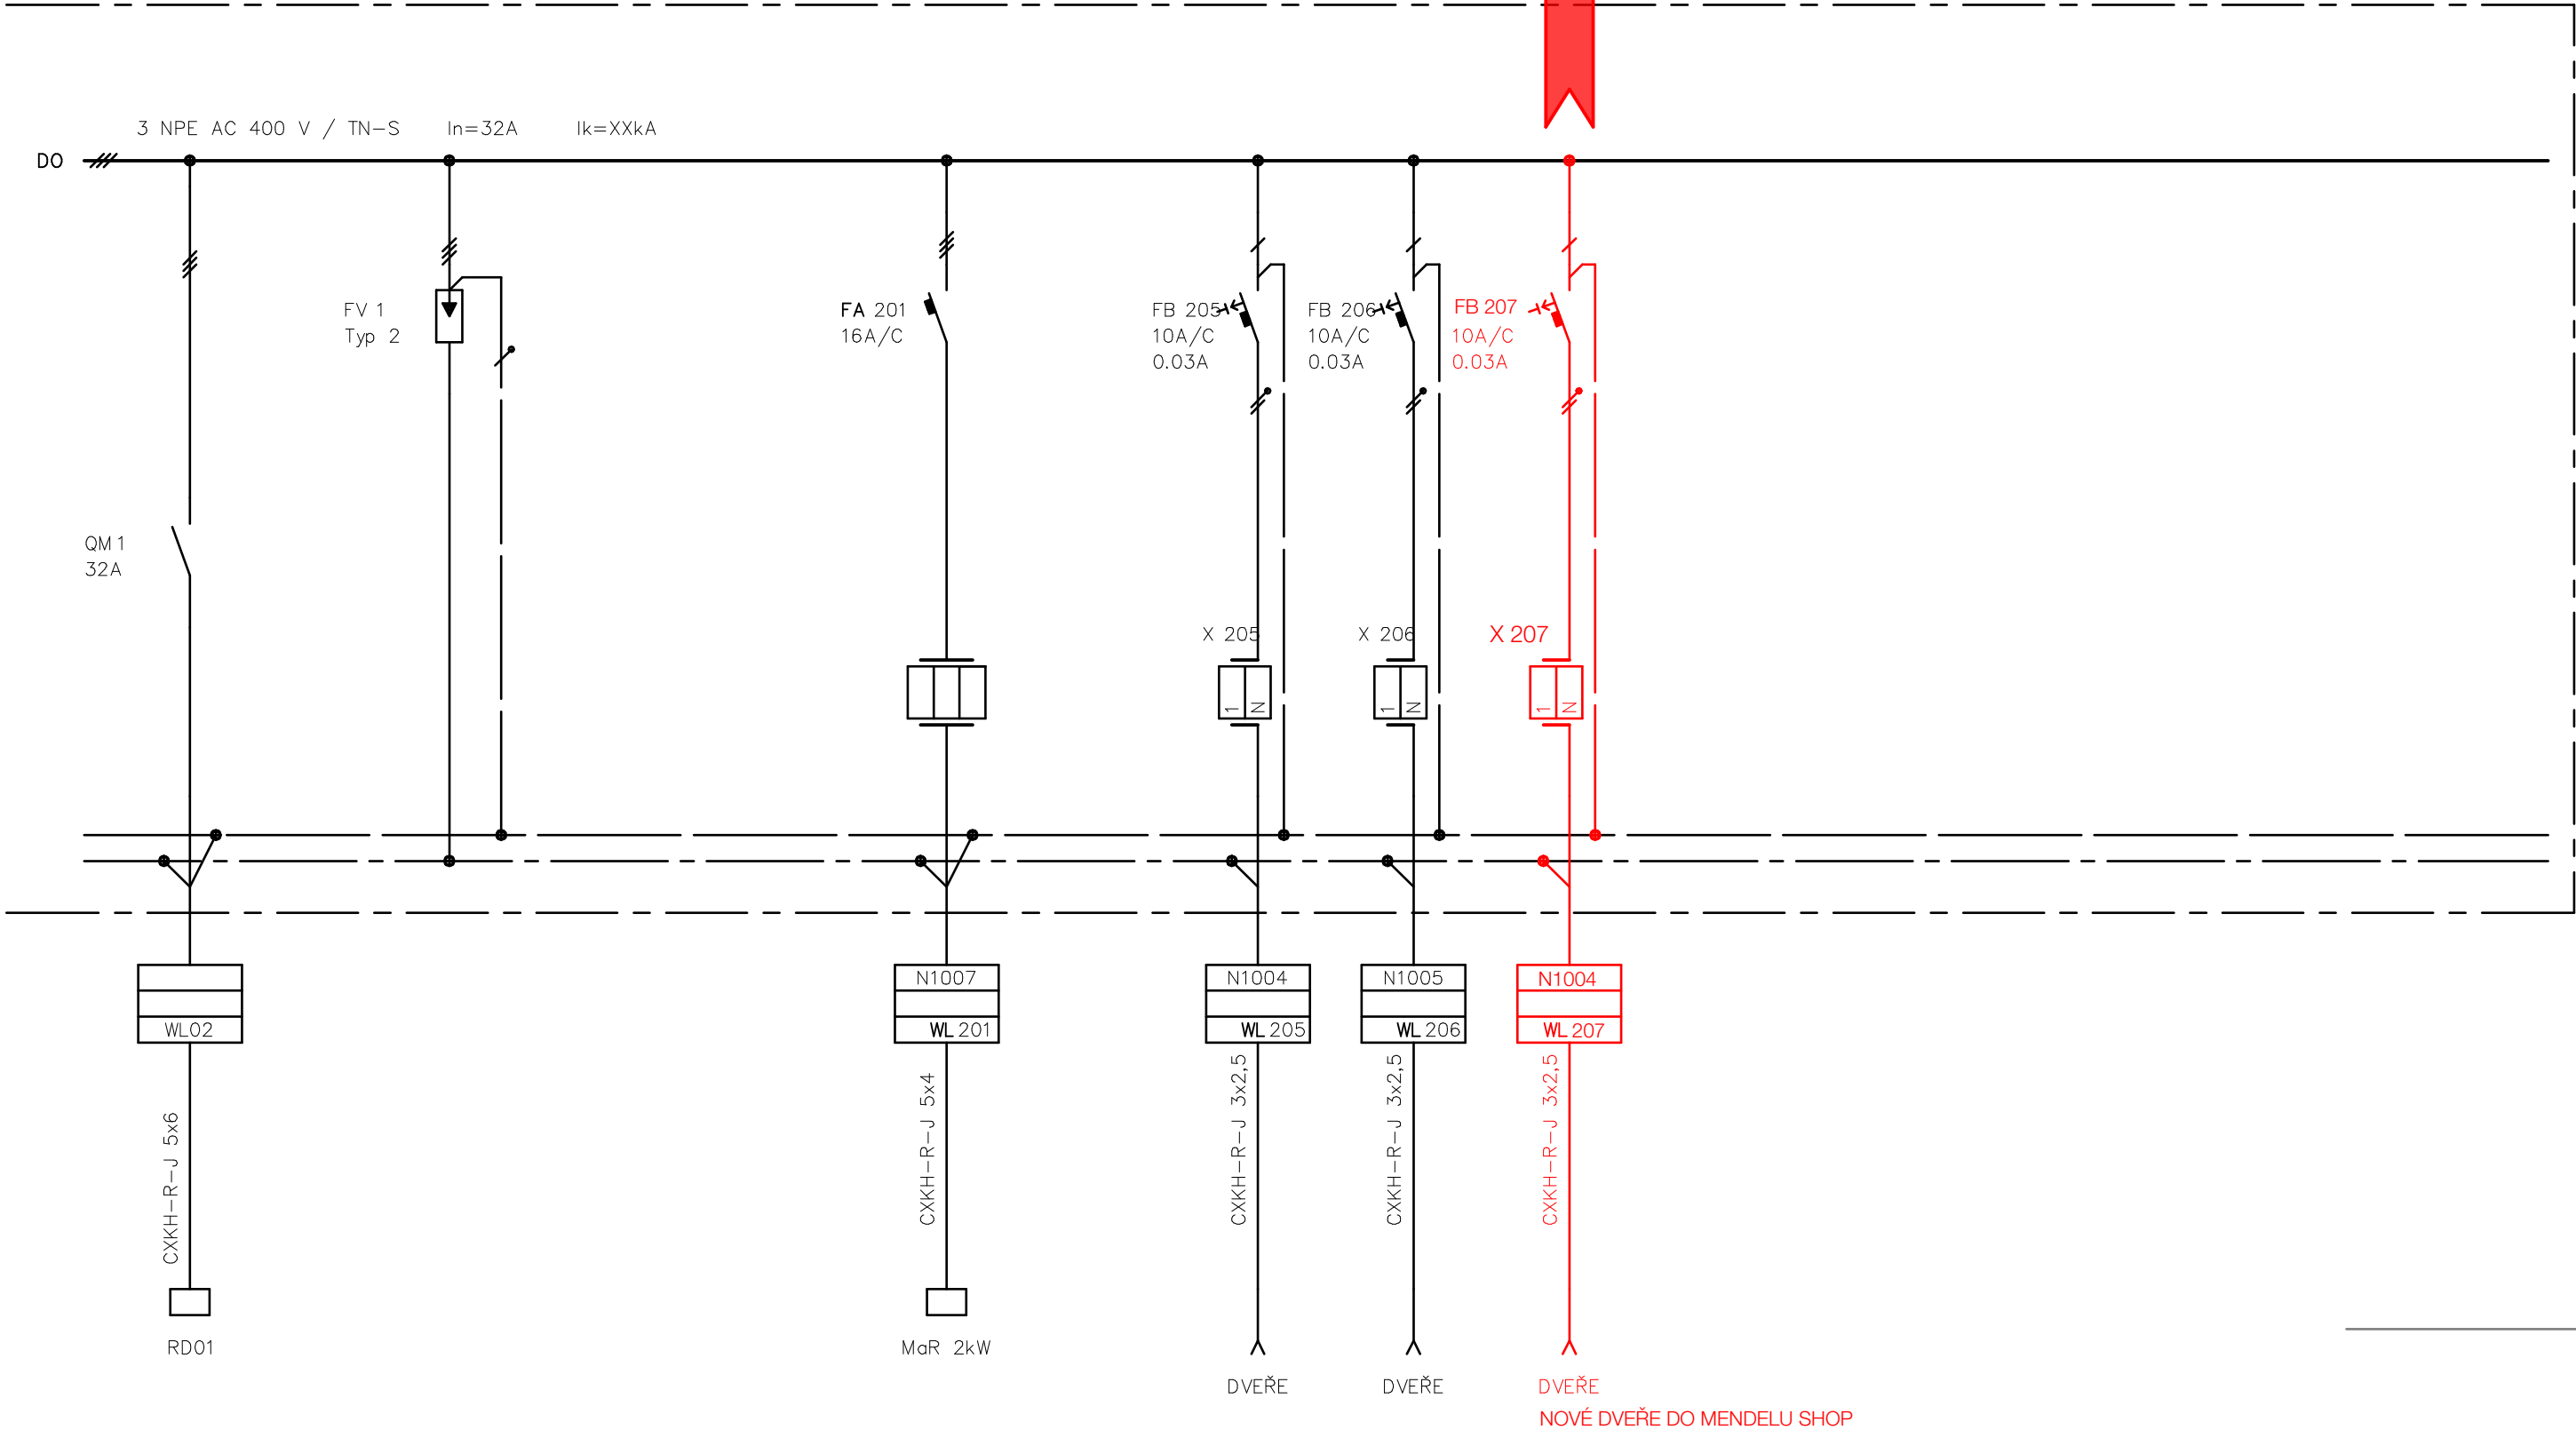 3 NPE AC 400 V / TN-S In=32A Ik=XXkA
DO
FV 1
Typ 2
FA 201
16A/C
FB 205
10A/C
0.03A
FB 206
10A/C
0.03A
FB 207
10A/C
0.03A
QM 1
32A
X 205
X 206
X 207
1 N
1 N
1 N
WL02
N1007
WL 201
N1004
WL 205
N1005
WL 206
N1004
WL 207
CXKH-R-J 5x6
CXKH-R-J 5x4
CXKH-R-J 3x2,5
CXKH-R-J 3x2,5
CXKH-R-J 3x2,5
RD01
MaR 2kW
DVEŘE
DVEŘE
DVEŘE
NOVÉ DVEŘE DO MENDELU SHOP